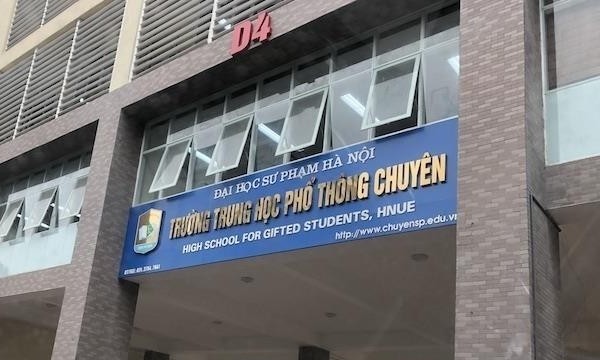 D4
ĐẠI HỌC SƯ PHẠM HÀ NỘI
TRƯỜNG TRUNG HỌC PHỔ THÔNG CHUYÊN
HIGH SCHOOL FOR GIFTED STUDENTS, HNUE
http://www.chuyensp.edu.v